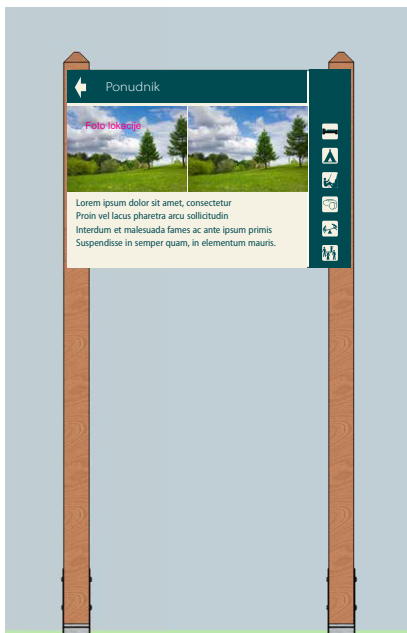 Ponudnik
Foto lokacije
Lorem ipsum dolor sit amet, consectetur
Proin vel lacus pharetra arcu sollicitudin
Interdum et malesuada fames ac ante ipsum primis
Suspendisse in semper quam, in elementum mauris.